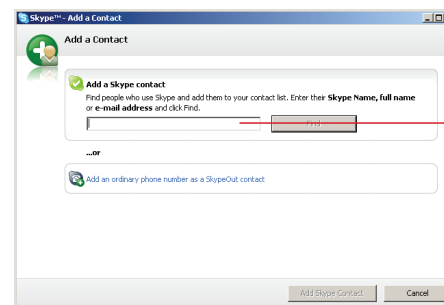 Skype™ - Add a Contact
Add a Contact
Add a Skype contact
Find people who use Skype and add them to your contact list. Enter their Skype Name, full name
or e-mail address and click Find.
Find
...or
Add an ordinary phone number as a SkypeOut contact
Add Skype Contact
Cancel